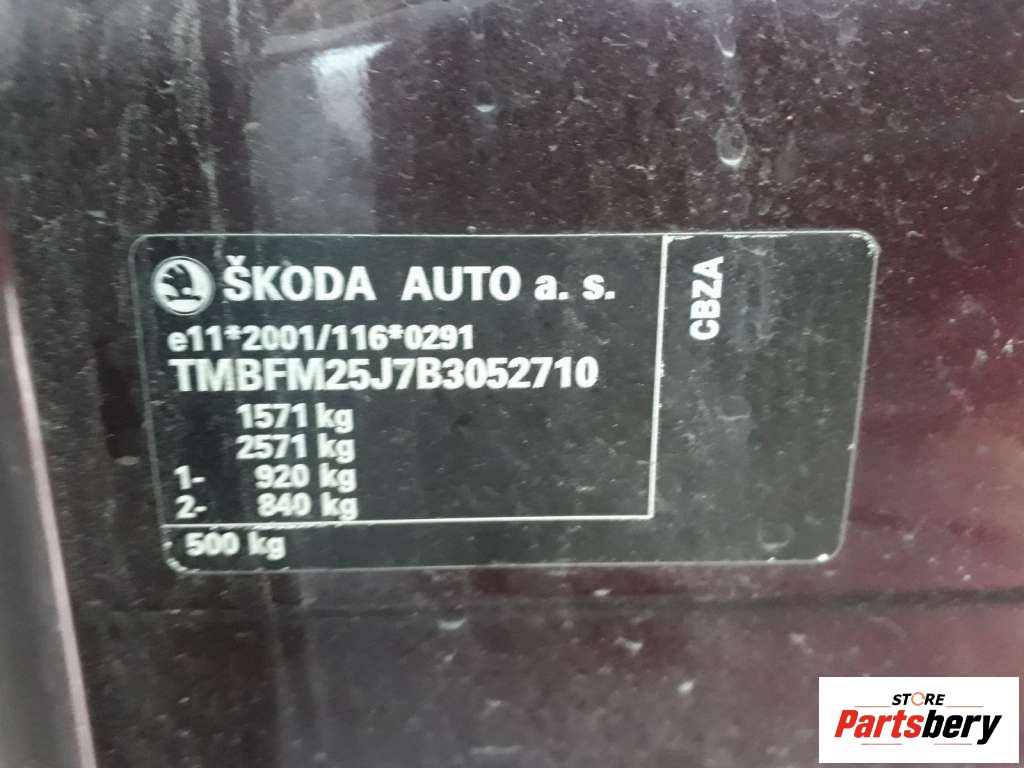 ŠKODA AUTO a. s.
e11*2001/116*0291
TMBFM25J7B3052710
1571 kg
2571 kg
1- 920 kg
2- 840 kg
500 kg
CBZA
STORE
Partsbery